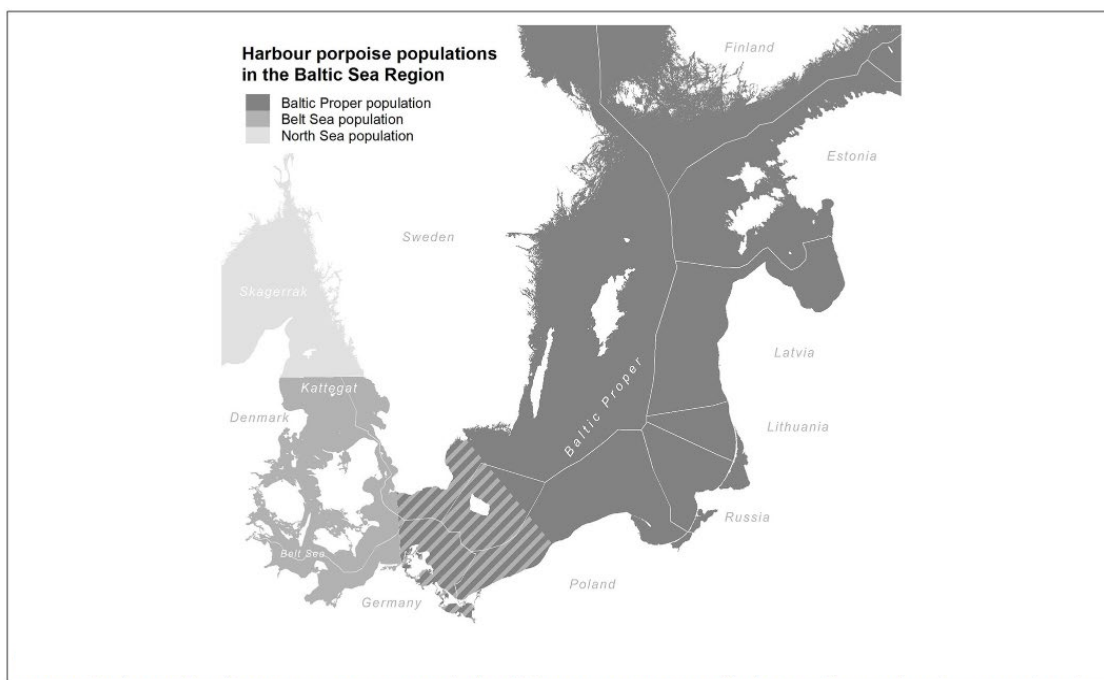 Harbour porpoise populations
in the Baltic Sea Region
Baltic Proper population
Belt Sea population
North Sea population
Finland
Estonia
Sweden
Skagerrak
Latvia
Baltic Proper
Kattegat
Denmark
Lithuania
Russia
Belt Sea
Poland
Germany